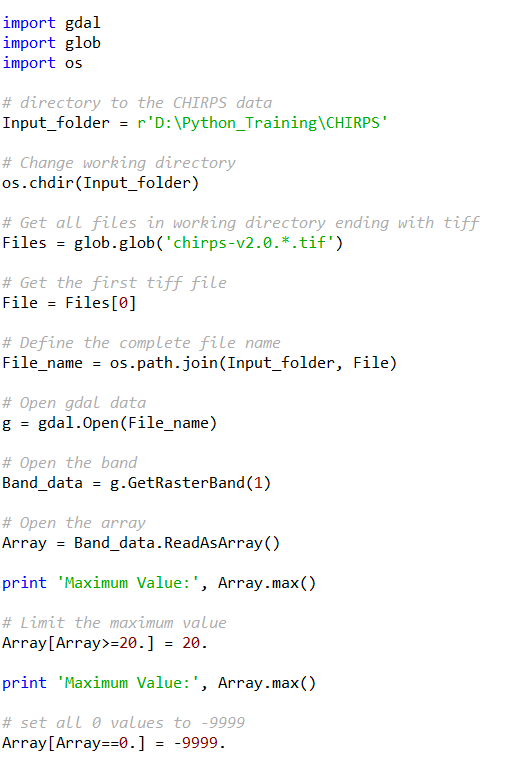 import gdal
import glob
import os
# directory to the CHIRPS data
Input_folder = r'D:\Python_Training\CHIRPS'
# Change working directory
os.chdir(Input_folder)
# Get all files in working directory ending with tiff
Files = glob.glob('chirps-v2.0.*.tif')
# Get the first tiff file
File = Files[0]
# Define the complete file name
File_name = os.path.join(Input_folder, File)
# Open gdal data
g = gdal.Open(File_name)
# Open the band
Band_data = g.GetRasterBand(1)
# Open the array
Array = Band_data.ReadAsArray()
print 'Maximum Value:', Array.max()
# Limit the maximum value
Array[Array>=20.] = 20.
print 'Maximum Value:', Array.max()
# set all 0 values to -9999
Array[Array==0.] = -9999.